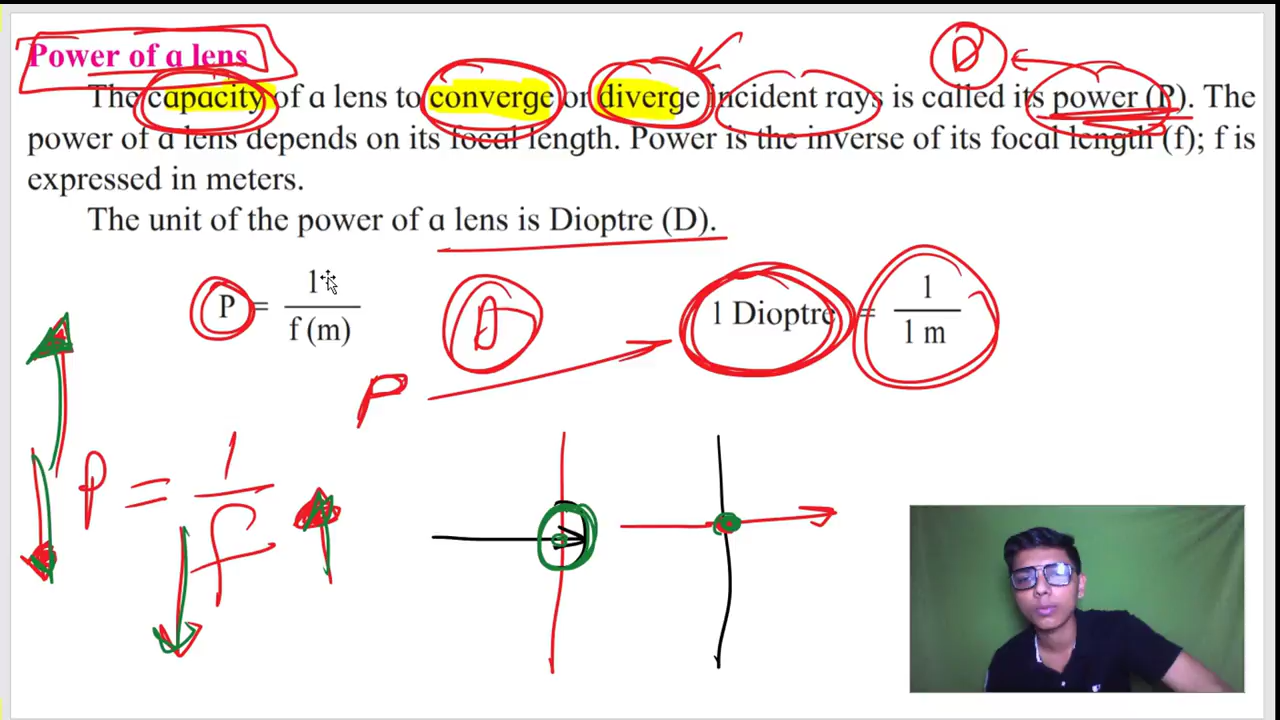 Power of a lens
D
The capacity of a lens to converge or diverge incident rays is called its power (P). The
power of a lens depends on its focal length. Power is the inverse of its focal length (f); f is
expressed in meters.
The unit of the power of a lens is Dioptre (D).
P = 1 / f (m)
D
1 Dioptre = 1 / 1 m
P
P = 1 / f